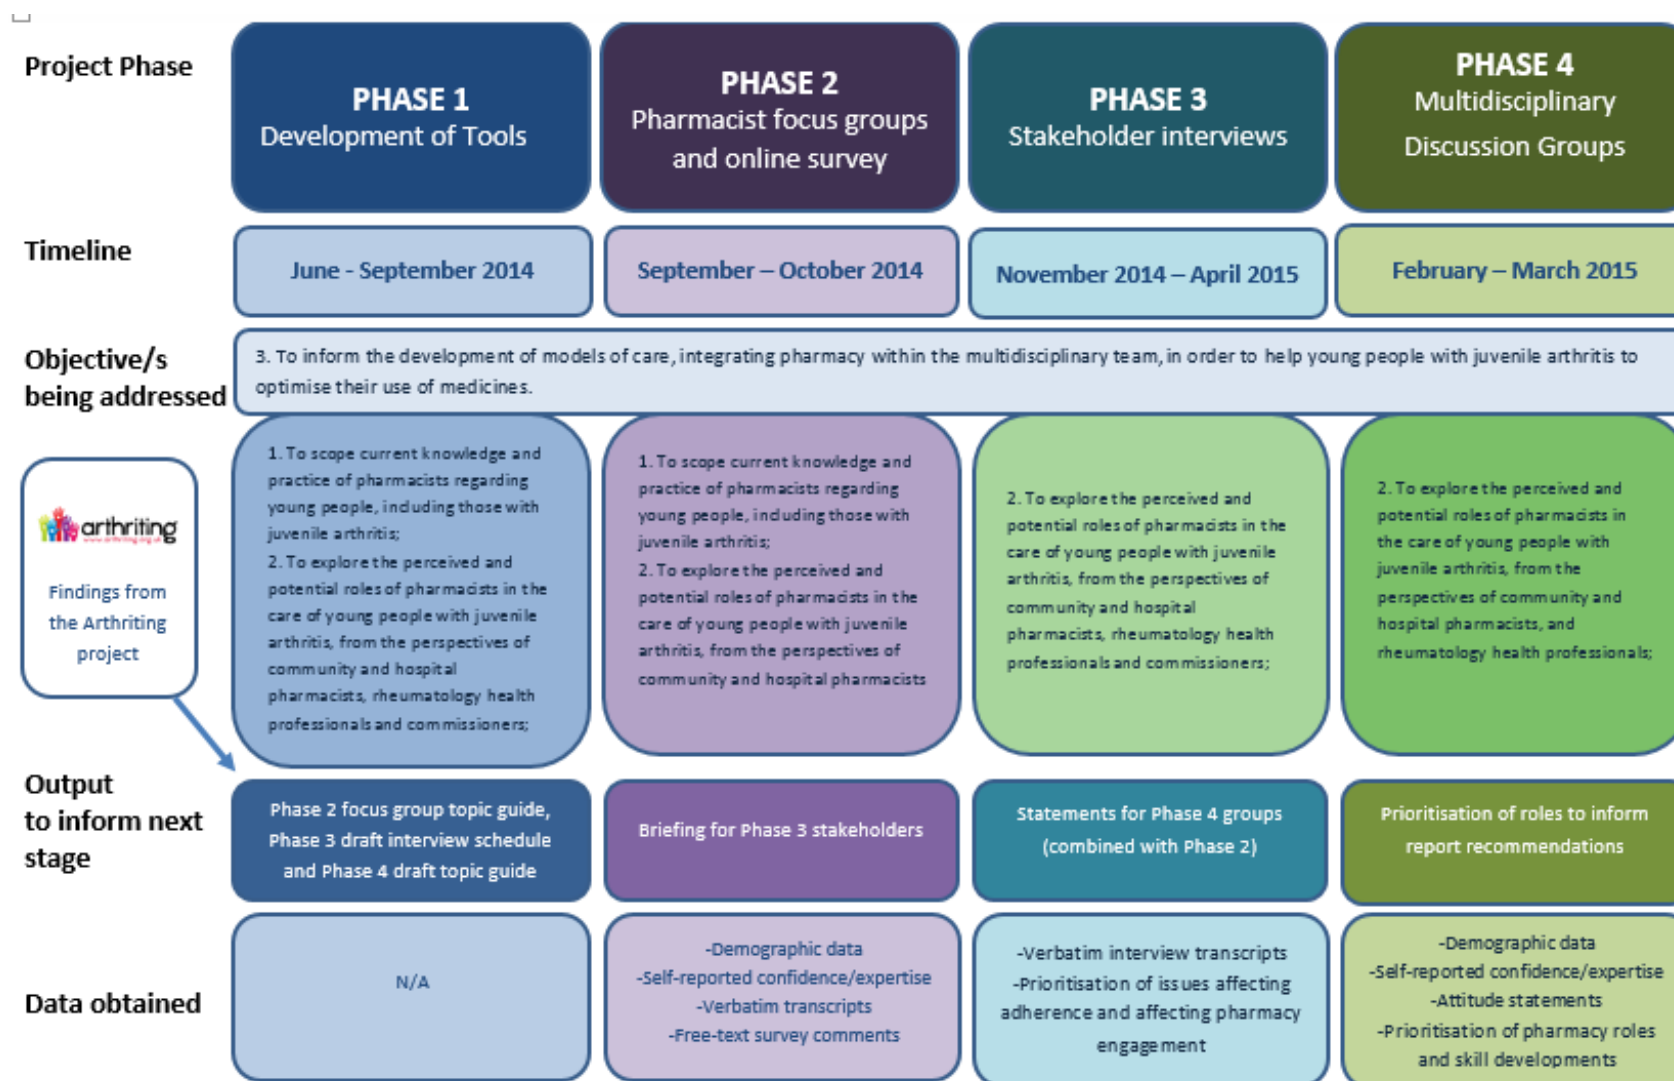 Project Phase
PHASE 1
Development of Tools
PHASE 2
Pharmacist focus groups
and online survey
PHASE 3
Stakeholder interviews
PHASE 4
Multidisciplinary
Discussion Groups
Timeline
June - September 2014
September – October 2014
November 2014 – April 2015
February – March 2015
Objective/s
being addressed
3. To inform the development of models of care, integrating pharmacy within the multidisciplinary team, in order to help young people with juvenile arthritis to
optimise their use of medicines.
arthriting
www.arthriting.org.uk
Findings from
the Arthriting
project
1. To scope current knowledge and
practice of pharmacists regarding
young people, including those with
juvenile arthritis;
2. To explore the perceived and
potential roles of pharmacists in the
care of young people with juvenile
arthritis, from the perspectives of
community and hospital
pharmacists, rheumatology health
professionals and commissioners;
1. To scope current knowledge and
practice of pharmacists regarding
young people, including those with
juvenile arthritis;
2. To explore the perceived and
potential roles of pharmacists in the
care of young people with juvenile
arthritis, from the perspectives of
community and hospital pharmacists
2. To explore the perceived and
potential roles of pharmacists in the
care of young people with juvenile
arthritis, from the perspectives of
community and hospital
pharmacists, rheumatology health
professionals and commissioners;
2. To explore the perceived and
potential roles of pharmacists in
the care of young people with
juvenile arthritis, from the
perspectives of community and
hospital pharmacists, and
rheumatology health professionals;
Output
to inform next
stage
Phase 2 focus group topic guide,
Phase 3 draft interview schedule
and Phase 4 draft topic guide
Briefing for Phase 3 stakeholders
Statements for Phase 4 groups
(combined with Phase 2)
Prioritisation of roles to inform
report recommendations
Data obtained
N/A
-Demographic data
-Self-reported confidence/expertise
-Verbatim transcripts
-Free-text survey comments
-Verbatim interview transcripts
-Prioritisation of issues affecting
adherence and affecting pharmacy
engagement
-Demographic data
-Self-reported confidence/expertise
-Attitude statements
-Prioritisation of pharmacy roles
and skill developments